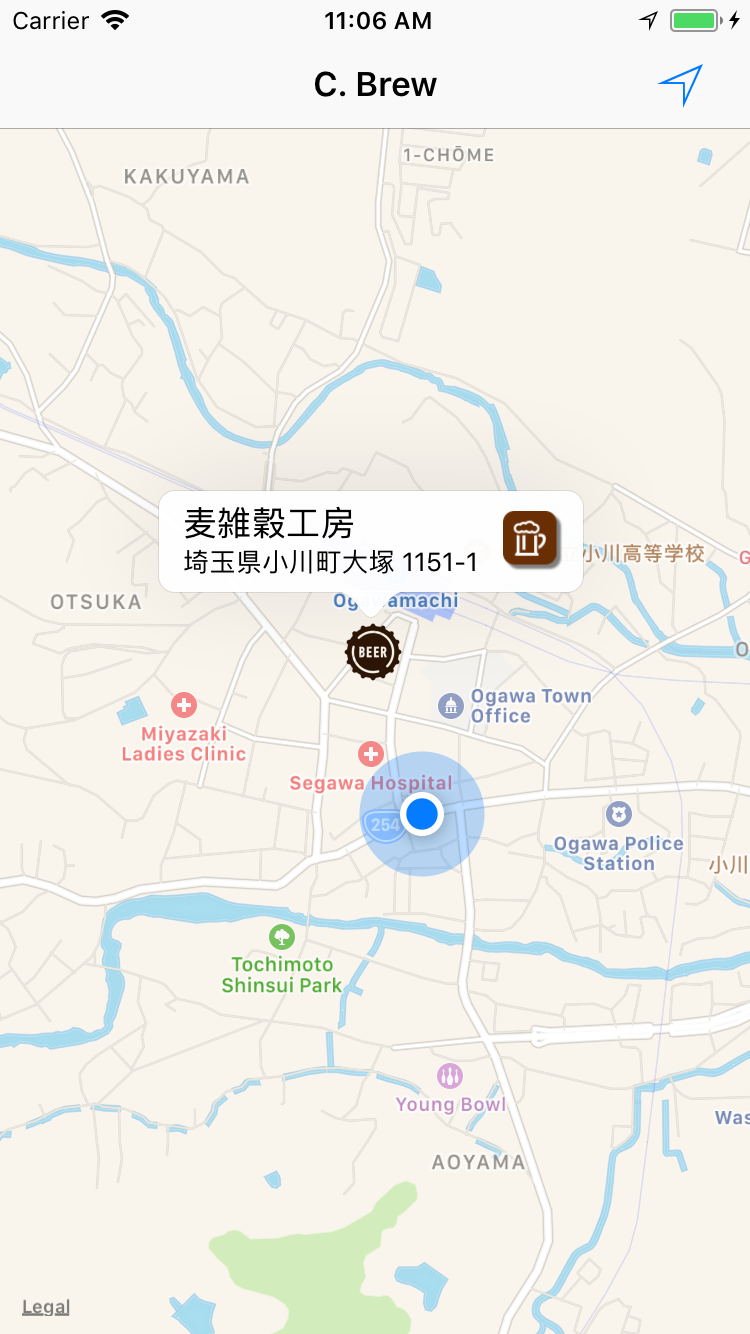 Carrier 11:06 AM
C. Brew
1-CHŌME
KAKUYAMA
麦雑穀工房
埼玉県小川町大塚 1151-1
小川高等学校
G
OTSUKA
BEER
Ogawa Town
Office
Miyazaki
Ladies Clinic
Segawa Hospital
254
Ogawa Police
Station
小川
Tochimoto
Shinsui Park
Young Bowl
Was
AOYAMA
Legal